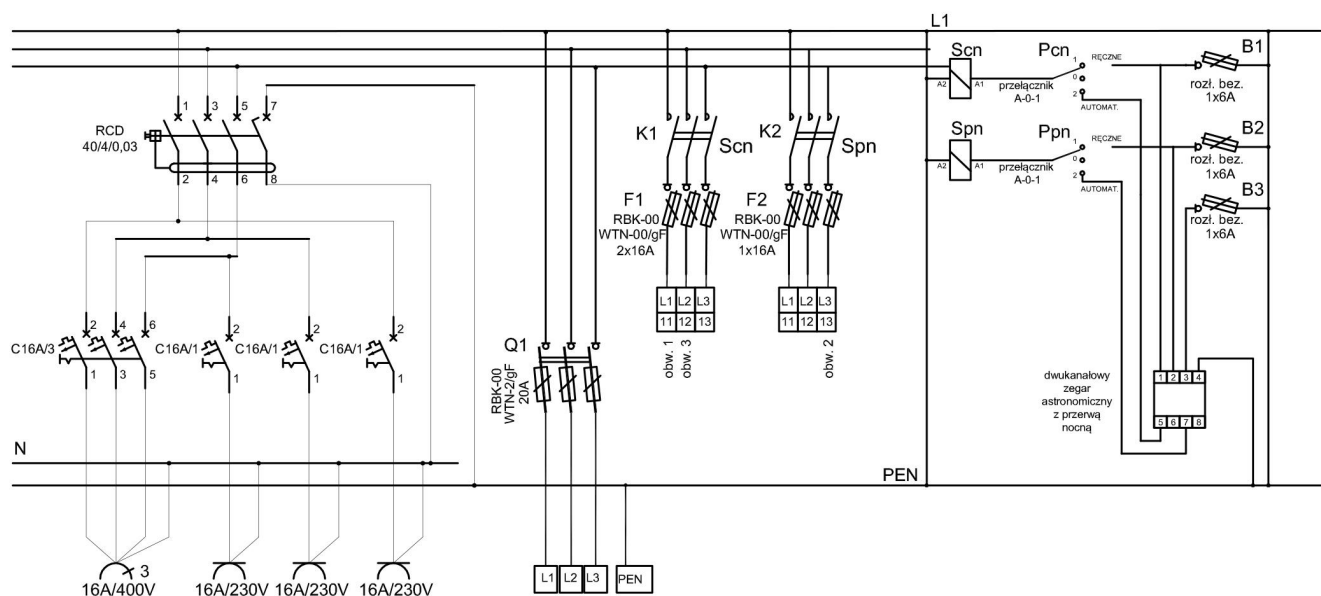 L1
Scn
A2
A1
Pcn
1
0
2
RĘCZNE
AUTOMAT.
przełącznik
A-0-1
B1
rozł. bez.
1x6A
Spn
A2
A1
Ppn
1
0
2
RĘCZNE
AUTOMAT.
przełącznik
A-0-1
B2
rozł. bez.
1x6A
B3
rozł. bez.
1x6A
RCD
40/4/0,03
1
3
5
7
2
4
6
8
K1
Scn
F1
RBK-00
WTN-00/gF
2x16A
L1 L2 L3
11 12 13
obw. 1
obw. 3
K2
Spn
F2
RBK-00
WTN-00/gF
1x16A
L1 L2 L3
11 12 13
obw. 2
C16A/3
2
4
6
1
3
5
C16A/1
2
1
C16A/1
2
1
C16A/1
2
1
Q1
RBK-00
WTN-2/gF
20A
dwukanałowy
zegar
astronomiczny
z przerwą
nocną
1 2 3 4
5 6 7 8
N
PEN
3
16A/400V
16A/230V
16A/230V
16A/230V
L1 L2 L3
PEN